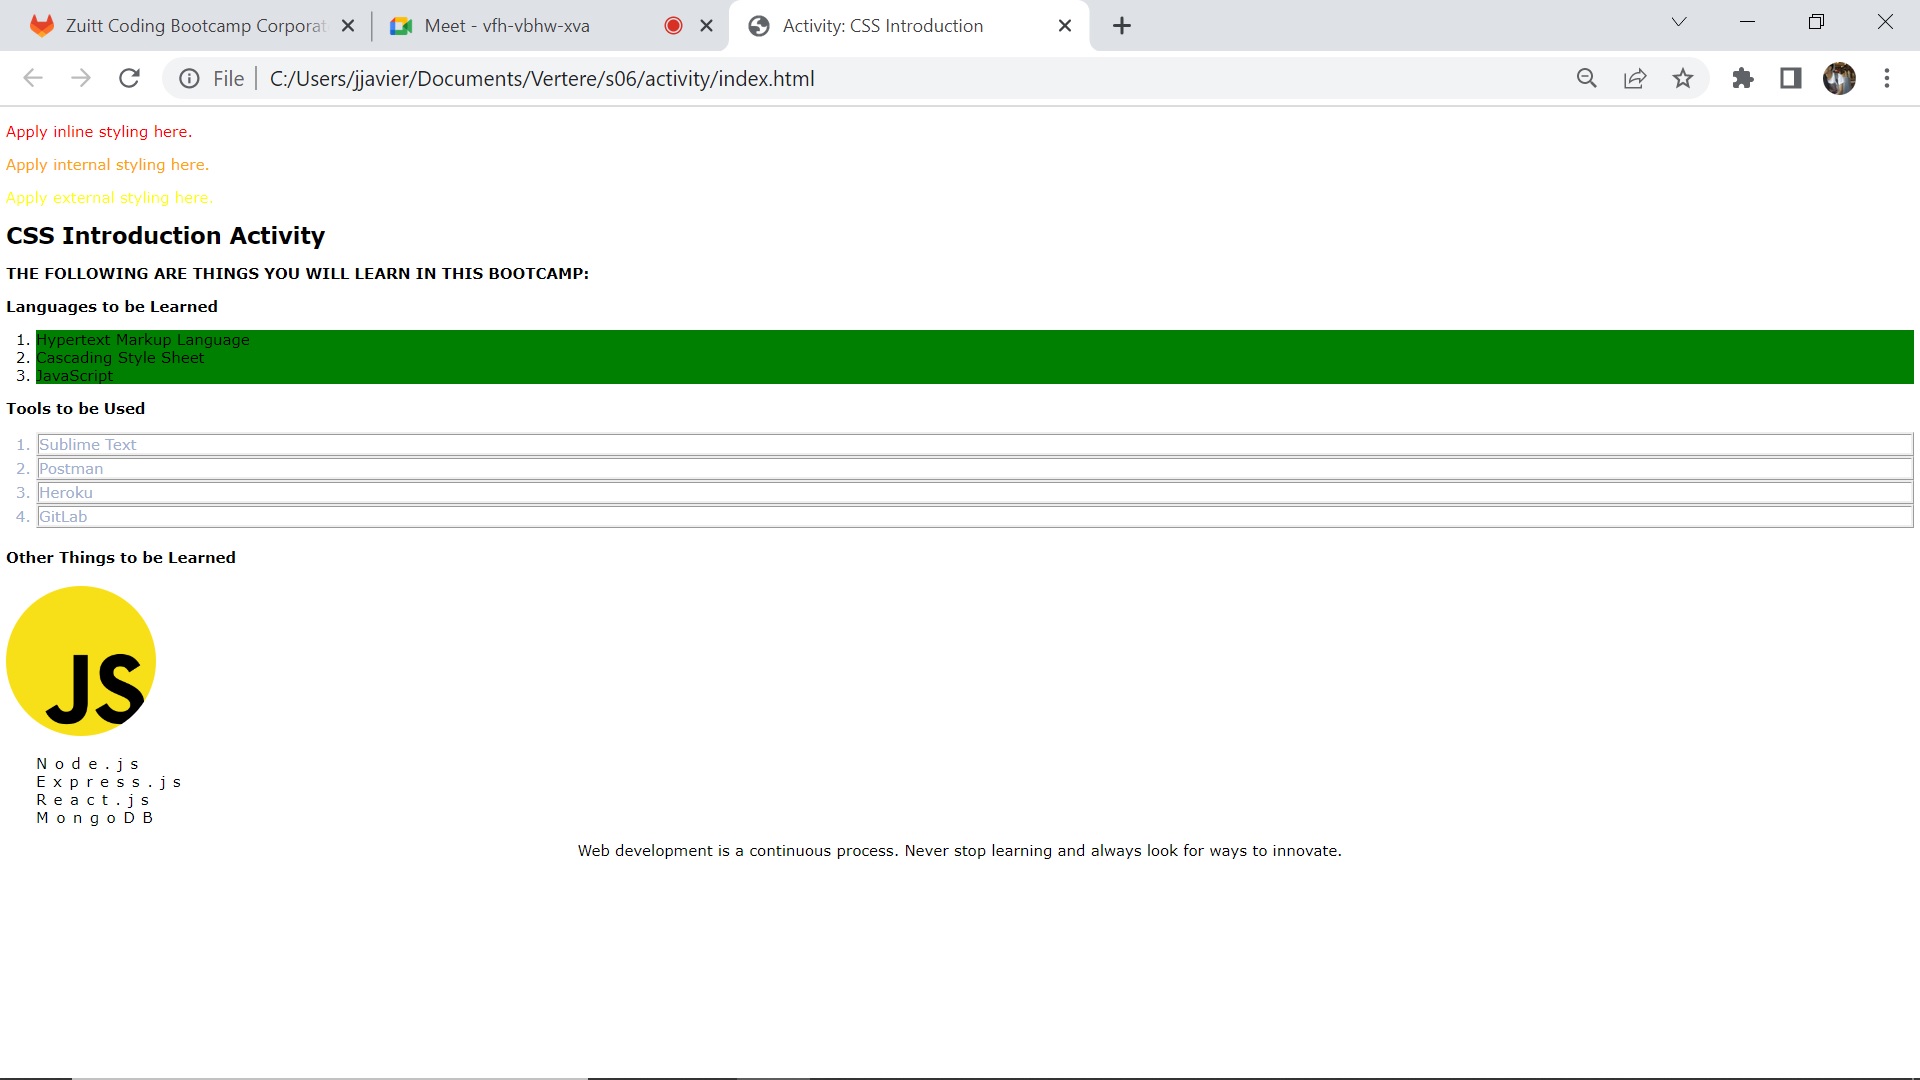 Zuitt Coding Bootcamp Corporat
Meet - vfh-vbhw-xva
Activity: CSS Introduction
File
C:/Users/jjavier/Documents/Vertere/s06/activity/index.html
Apply inline styling here.
Apply internal styling here.
Apply external styling here.
CSS Introduction Activity
THE FOLLOWING ARE THINGS YOU WILL LEARN IN THIS BOOTCAMP:
Languages to be Learned
1. Hypertext Markup Language
2. Cascading Style Sheet
3. JavaScript
Tools to be Used
1. Sublime Text
2. Postman
3. Heroku
4. GitLab
Other Things to be Learned
JS
Node.js
Express.js
React.js
MongoDB
Web development is a continuous process. Never stop learning and always look for ways to innovate.